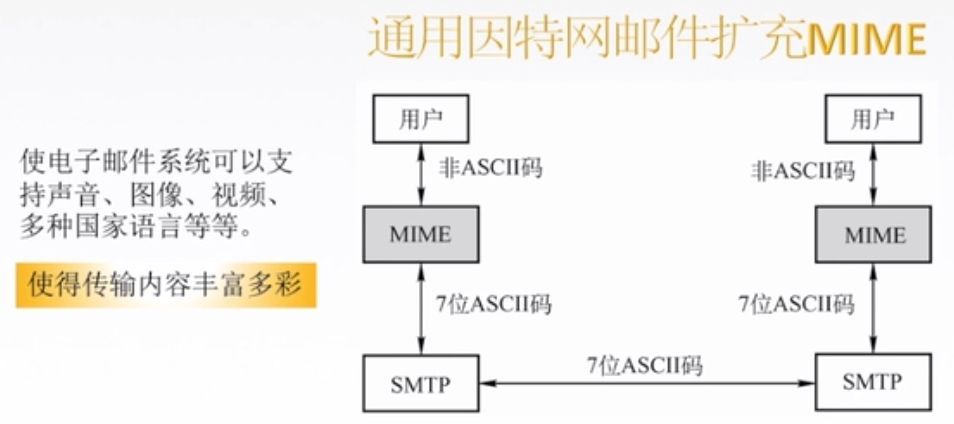 通用因特网邮件扩充MIME
使电子邮件系统可以支
持声音、图像、视频、
多种国家语言等等。
使得传输内容丰富多彩
用户
用户
非ASCII码
非ASCII码
MIME
MIME
7位ASCII码
7位ASCII码
SMTP
7位ASCII码
SMTP